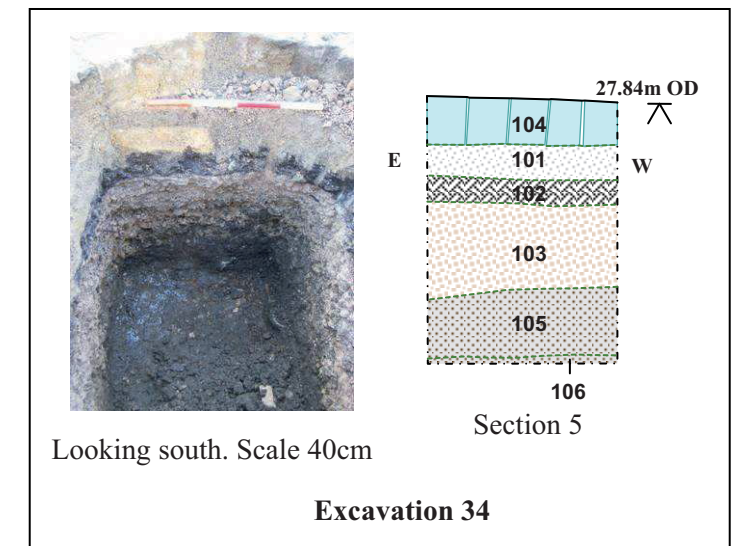 27.84m OD
104
E
101
W
102
103
105
106
Section 5
Looking south. Scale 40cm
Excavation 34